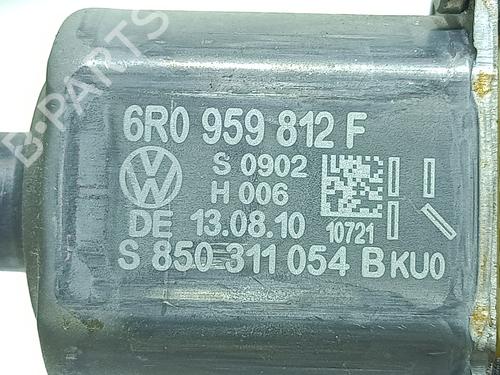 B-PARTS
6R0 959 812 F
S 0902
H 006
DE 13.08.10
10721
S 850 311 054 B KU0